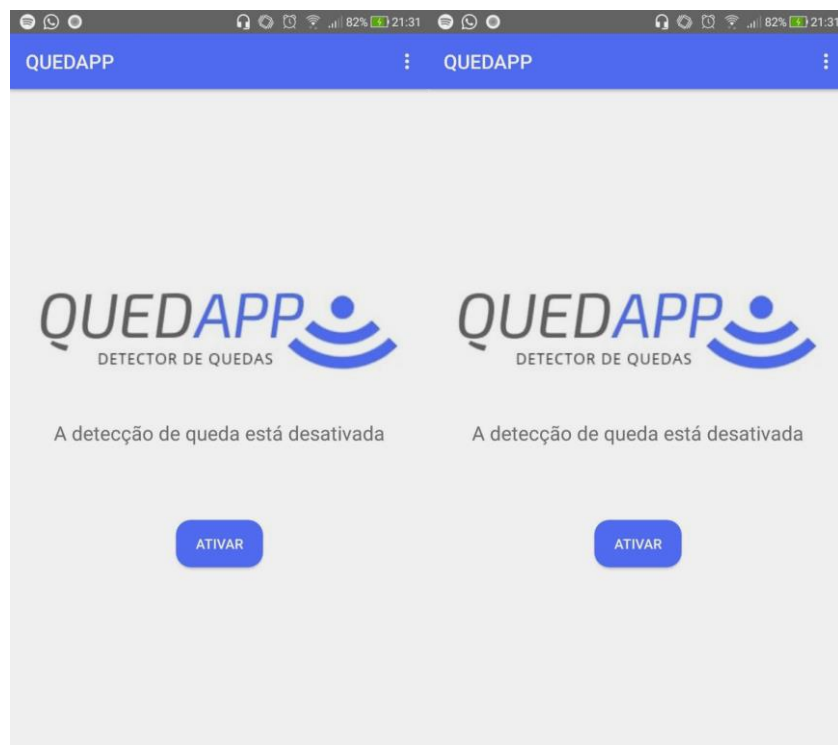 82% 21:31
QUEDAPP
QUEDAPP
DETECTOR DE QUEDAS
A detecção de queda está desativada
ATIVAR
82% 21:31
QUEDAPP
QUEDAPP
DETECTOR DE QUEDAS
A detecção de queda está desativada
ATIVAR